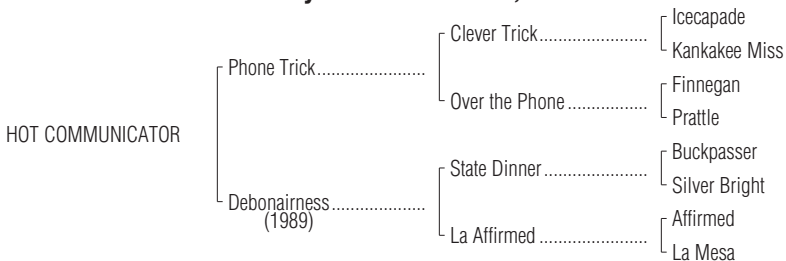 Icecapade
Clever Trick
Kankakee Miss
Phone Trick
Finnegan
Over the Phone
Prattle
HOT COMMUNICATOR
Buckpasser
State Dinner
Silver Bright
Debonairness
(1989)
Affirmed
La Affirmed
La Mesa